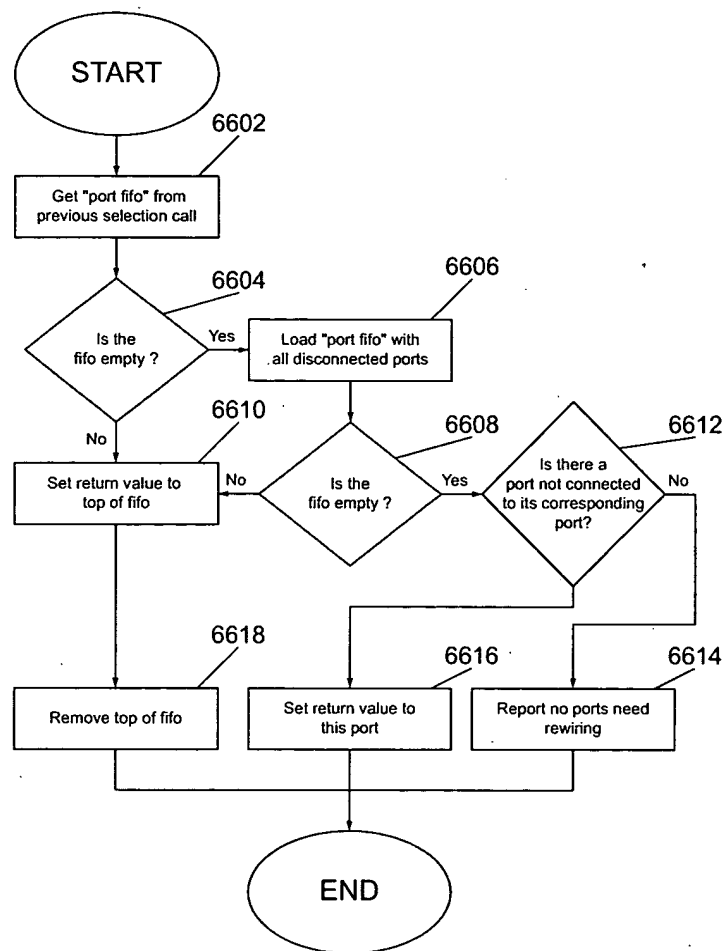 START
6602
Get "port fifo" from
previous selection call
6604
6606
Is the
fifo empty ?
Yes
Load "port fifo" with
all disconnected ports
No
6610
6608
6612
Set return value to
top of fifo
No
Is the
fifo empty ?
Yes
Is there a
port not connected
to its corresponding
port?
No
6618
6616
6614
Remove top of fifo
Set return value to
this port
Report no ports need
rewiring
END